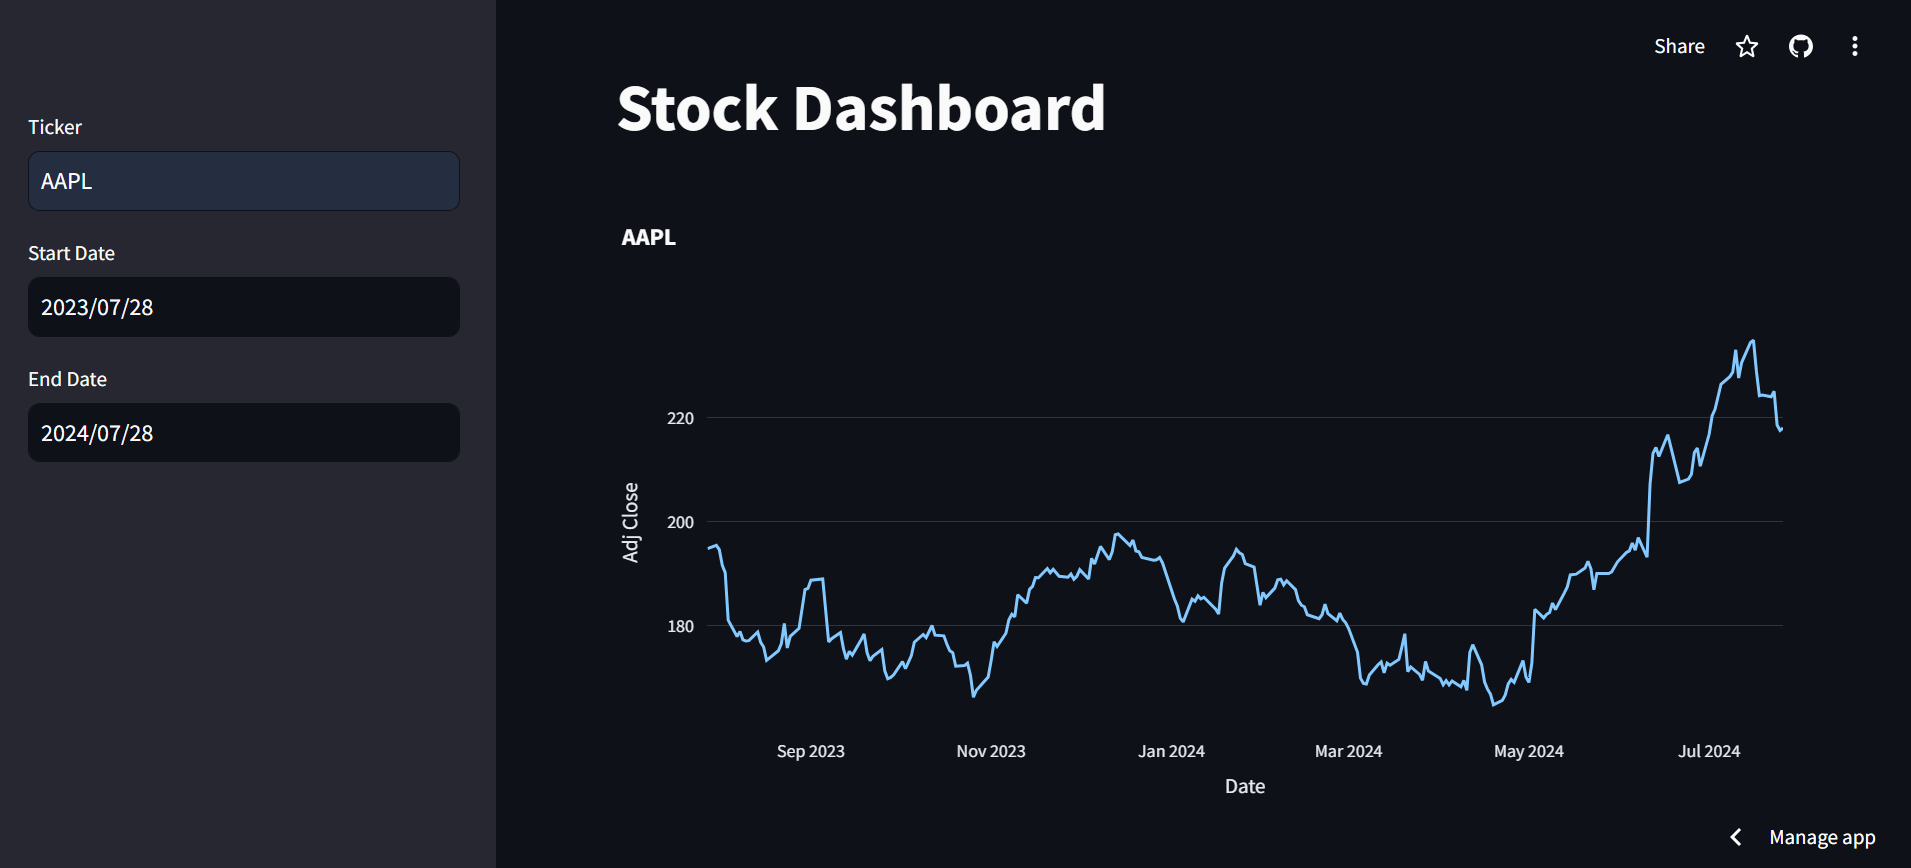 Ticker
AAPL
Start Date
2023/07/28
End Date
2024/07/28
Share
Stock Dashboard
AAPL
220
200
180
Adj Close
Sep 2023
Nov 2023
Jan 2024
Mar 2024
May 2024
Jul 2024
Date
Manage app